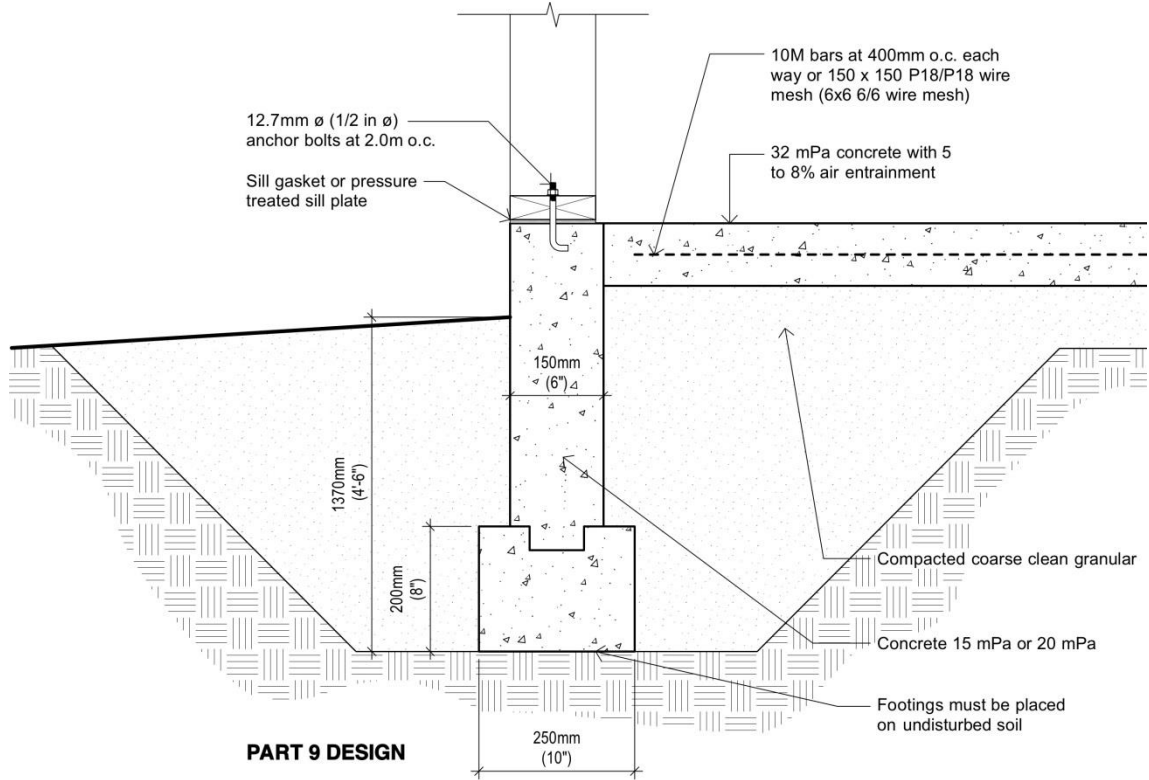 12.7mm ø (1/2 in ø)
anchor bolts at 2.0m o.c.
Sill gasket or pressure
treated sill plate
10M bars at 400mm o.c. each
way or 150 x 150 P18/P18 wire
mesh (6x6 6/6 wire mesh)
32 mPa concrete with 5
to 8% air entrainment
150mm
(6")
1370mm
(4'-6")
200mm
(8")
Compacted coarse clean granular
Concrete 15 mPa or 20 mPa
Footings must be placed
on undisturbed soil
250mm
(10")
PART 9 DESIGN